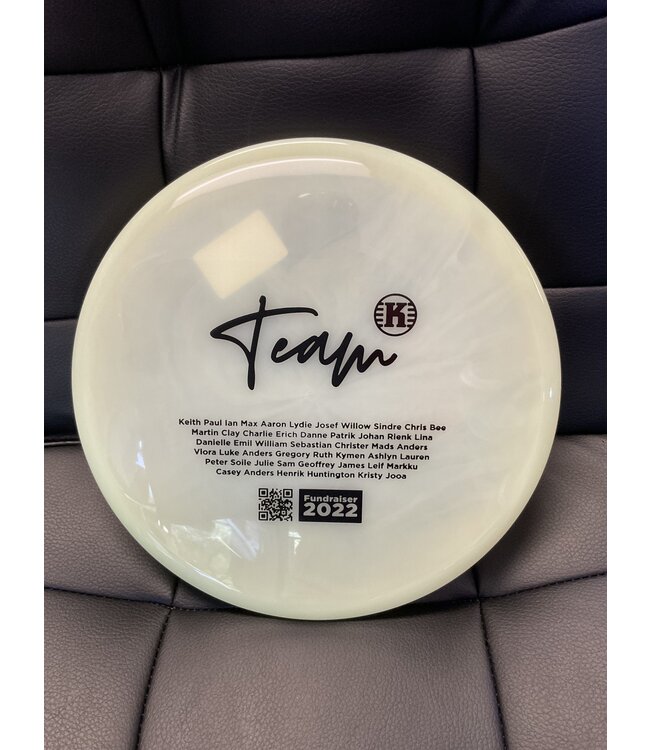 Team K
Keith Paul Ian Max Aaron Lydie Josef Willow Sindre Chris Bee
Martin Clay Charlie Erich Danne Patrik Johan Rienk Lina
Danielle Emil William Sebastian Christer Mads Anders
Vlora Luke Anders Gregory Ruth Kymen Ashlyn Lauren
Peter Soile Julie Sam Geoffrey James Leif Markku
Casey Anders Henrik Huntington Kristy Jooa
Fundraiser
2022